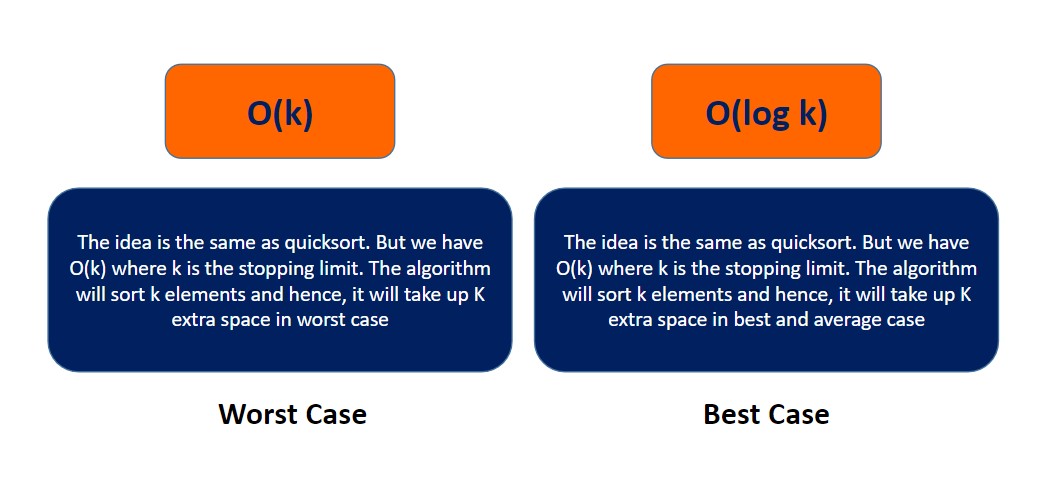 O(k)
The idea is the same as quicksort. But we have
O(k) where k is the stopping limit. The algorithm
will sort k elements and hence, it will take up K
extra space in worst case
Worst Case
O(log k)
The idea is the same as quicksort. But we have
O(k) where k is the stopping limit. The algorithm
will sort k elements and hence, it will take up K
extra space in best and average case
Best Case